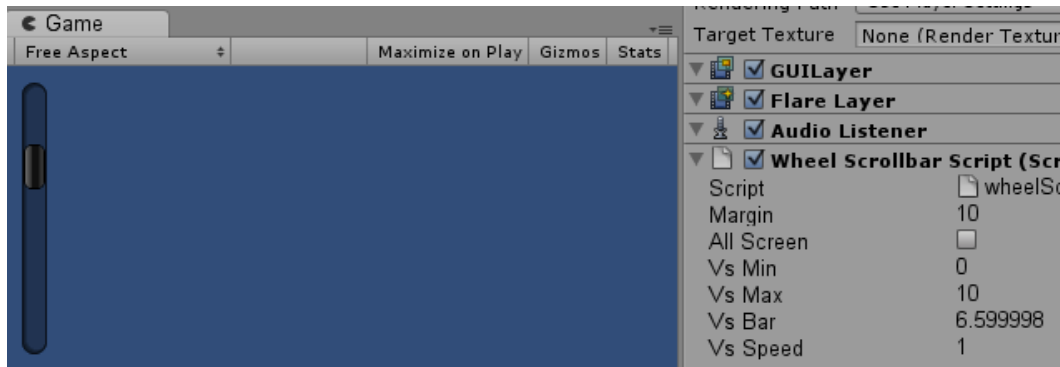 Game
Free Aspect
Maximize on Play Gizmos Stats
Target Texture None (Render Textur
GUILayer
Flare Layer
Audio Listener
Wheel Scrollbar Script (Scr
Script wheelSc
Margin 10
All Screen
Vs Min 0
Vs Max 10
Vs Bar 6.599998
Vs Speed 1